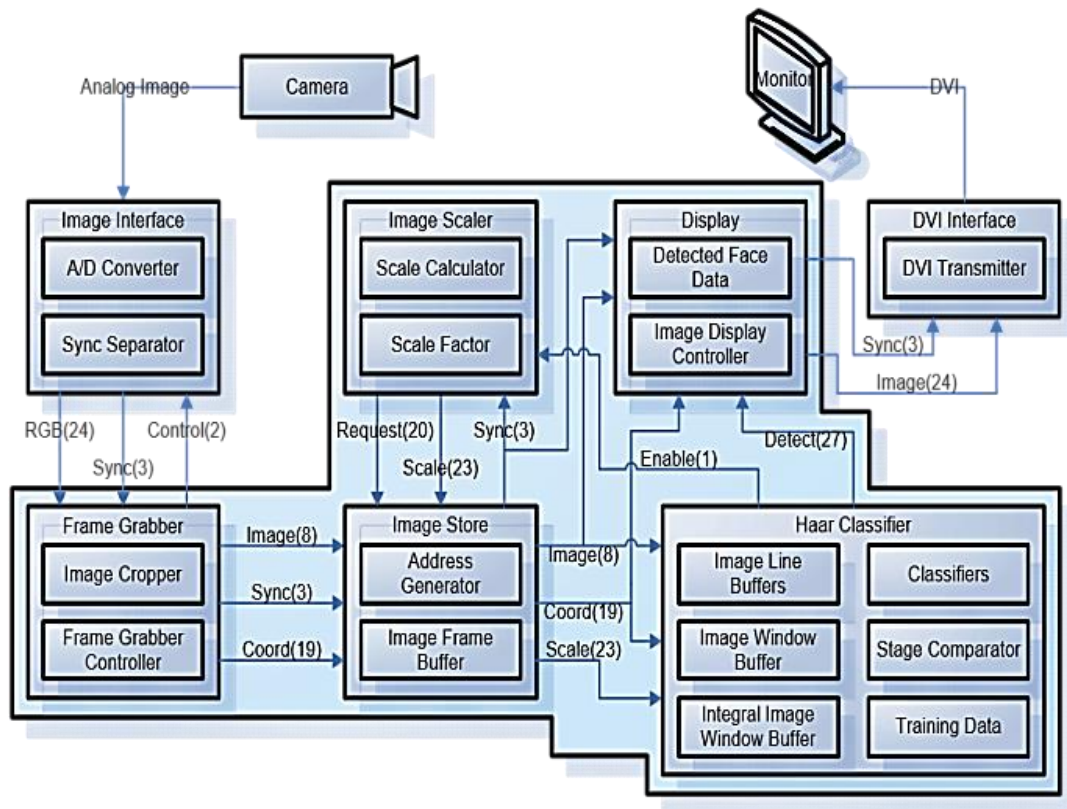 Analog Image
Camera
Monitor
DVI
Image Interface
A/D Converter
Sync Separator
Image Scaler
Scale Calculator
Scale Factor
Display
Detected Face
Data
Image Display
Controller
DVI Interface
DVI Transmitter
Sync(3)
Image(24)
RGB(24)
Control(2)
Sync(3)
Request(20)
Sync(3)
Scale(23)
Detect(27)
Enable(1)
Frame Grabber
Image Cropper
Frame Grabber
Controller
Image(8)
Sync(3)
Coord(19)
Image Store
Address
Generator
Image Frame
Buffer
Image(8)
Coord(19)
Scale(23)
Haar Classifier
Image Line
Buffers
Classifiers
Image Window
Buffer
Stage Comparator
Integral Image
Window Buffer
Training Data